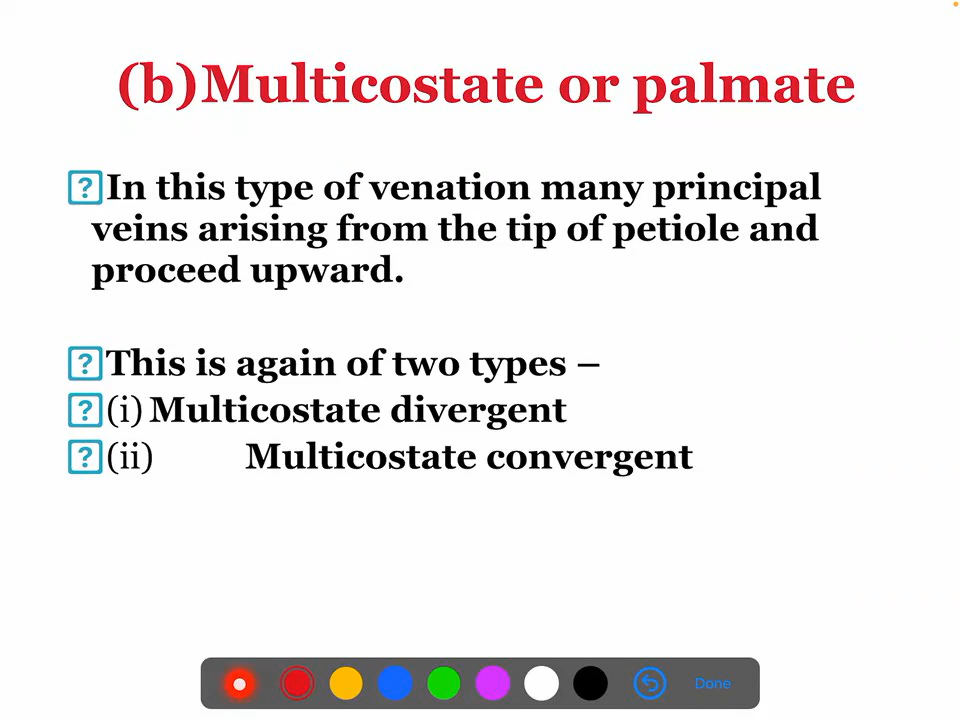 (b)Multicostate or palmate
In this type of venation many principal
veins arising from the tip of petiole and
proceed upward.
This is again of two types –
(i) Multicostate divergent
(ii) Multicostate convergent
Done